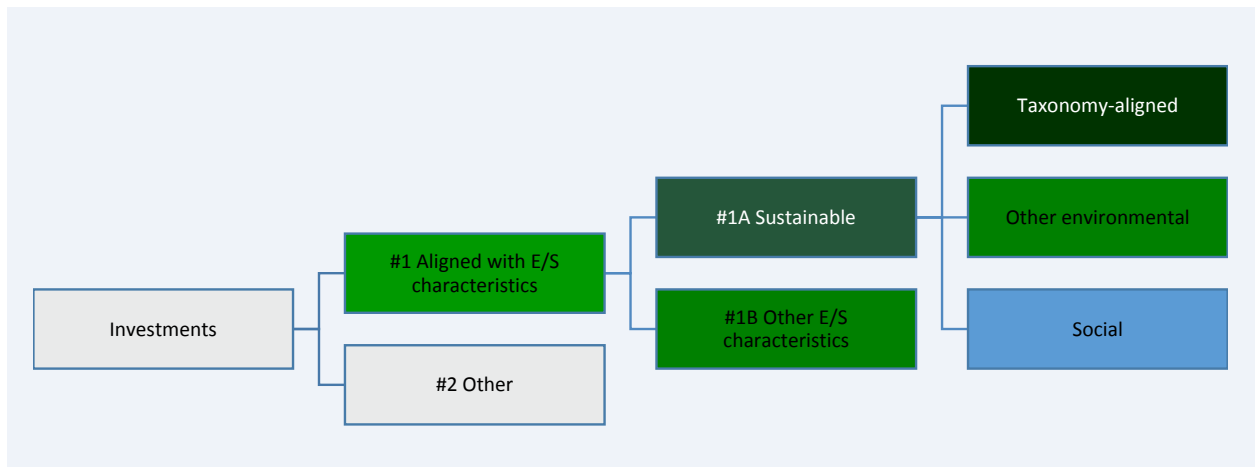 Investments
#1 Aligned with E/S
characteristics
#2 Other
#1A Sustainable
#1B Other E/S
characteristics
Taxonomy-aligned
Other environmental
Social